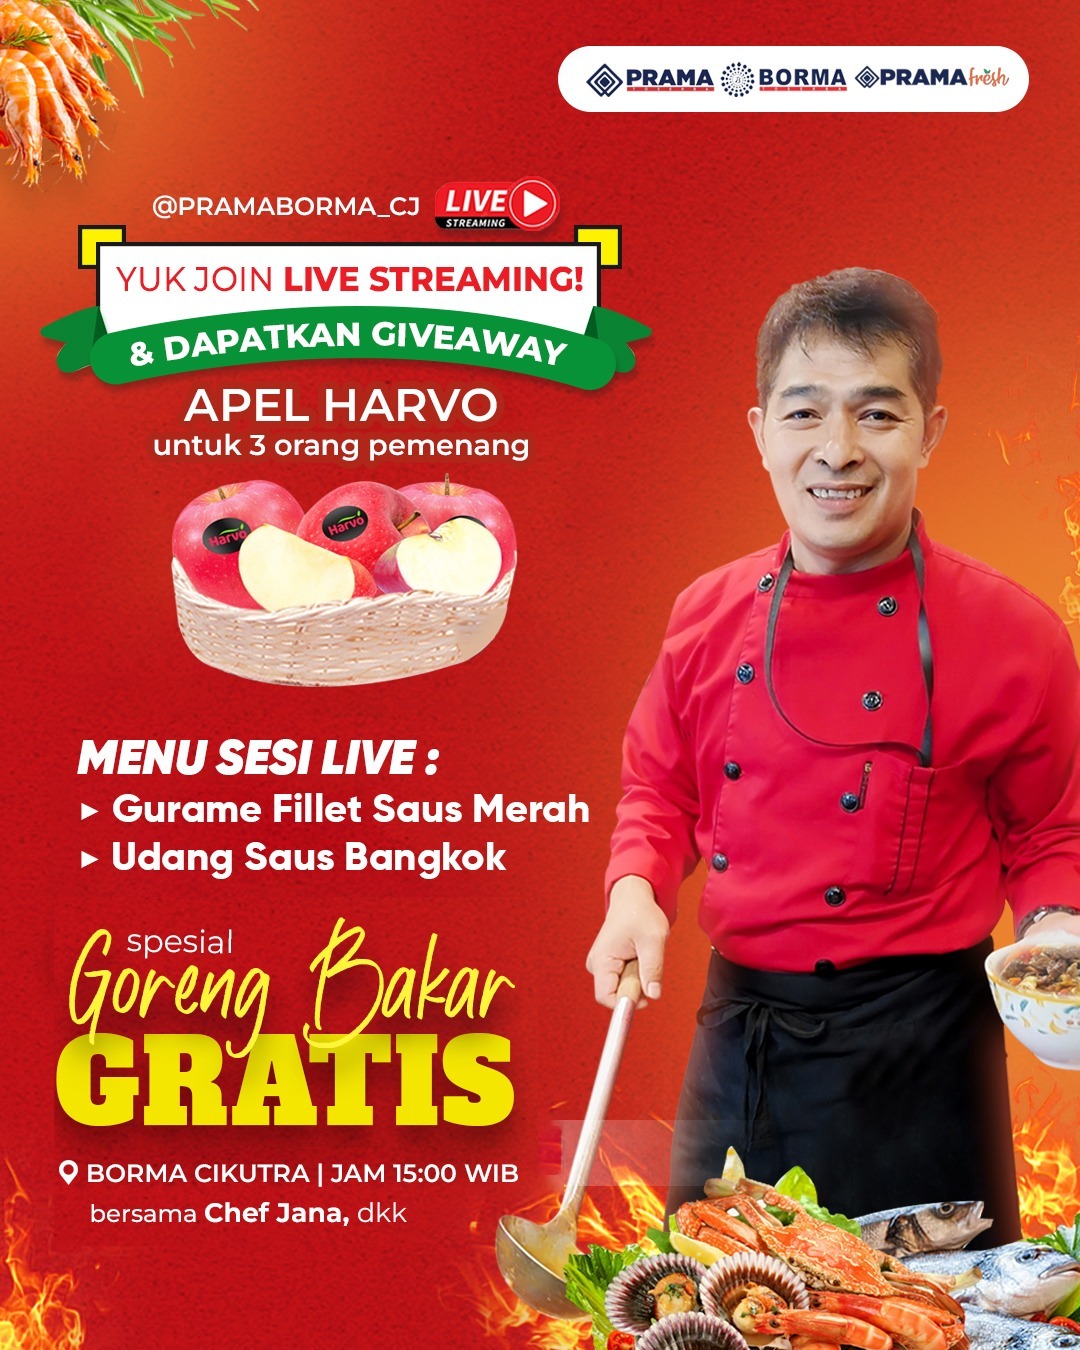 PRAMA BORMA PRAMA fresh
@PRAMABORMA_CJ LIVE
STREAMING
YUK JOIN LIVE STREAMING!
& DAPATKAN GIVEAWAY
APEL HARVO
untuk 3 orang pemenang
Harvo Harvo
MENU SESI LIVE :
▸ Gurame Fillet Saus Merah
▸ Udang Saus Bangkok
spesial
Goreng Bakar
GRATIS
BORMA CIKUTRA | JAM 15:00 WIB
bersama Chef Jana, dkk